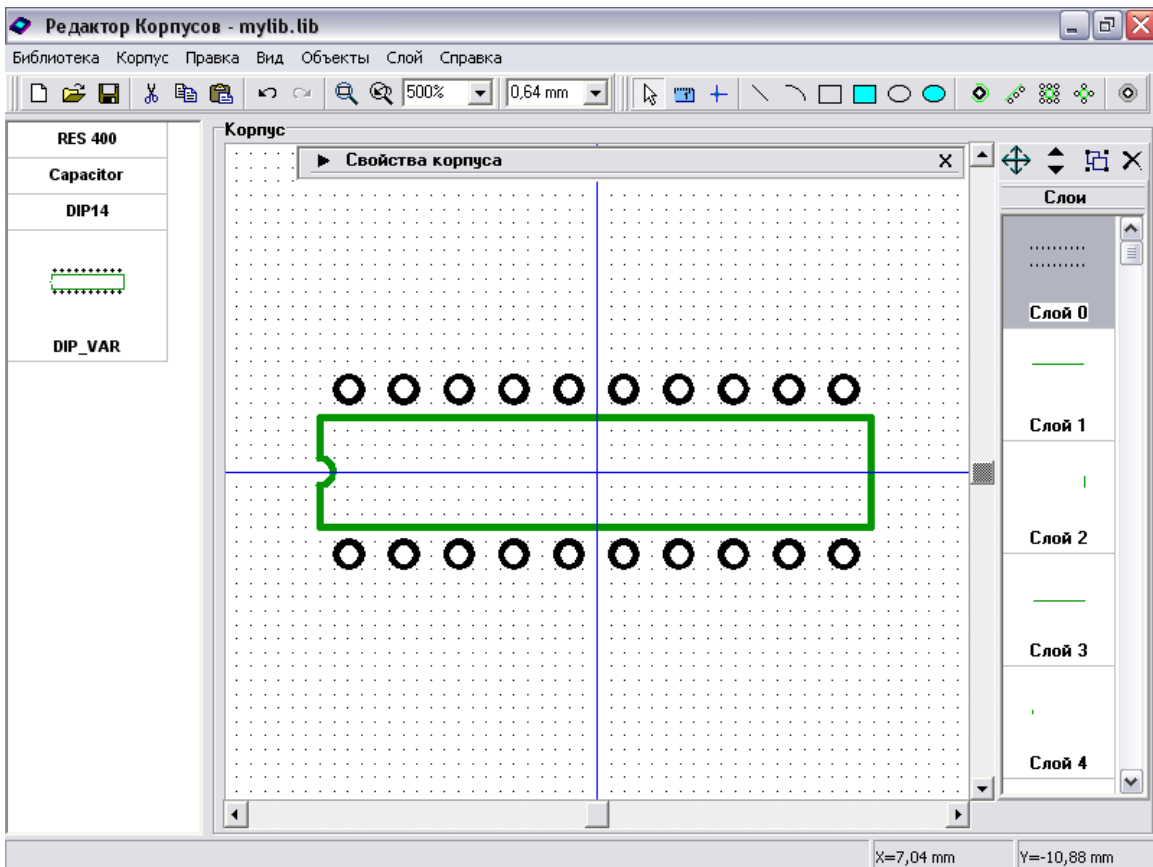 Редактор Корпусов - mylib.lib
Библиотека Корпус Правка Вид Объекты Слой Справка
500% 0,64 mm
RES 400
Capacitor
DIP14
DIP_VAR
Корпус
Свойства корпуса
Слои
Слой 0
Слой 1
Слой 2
Слой 3
Слой 4
X=7,04 mm Y=-10,88 mm